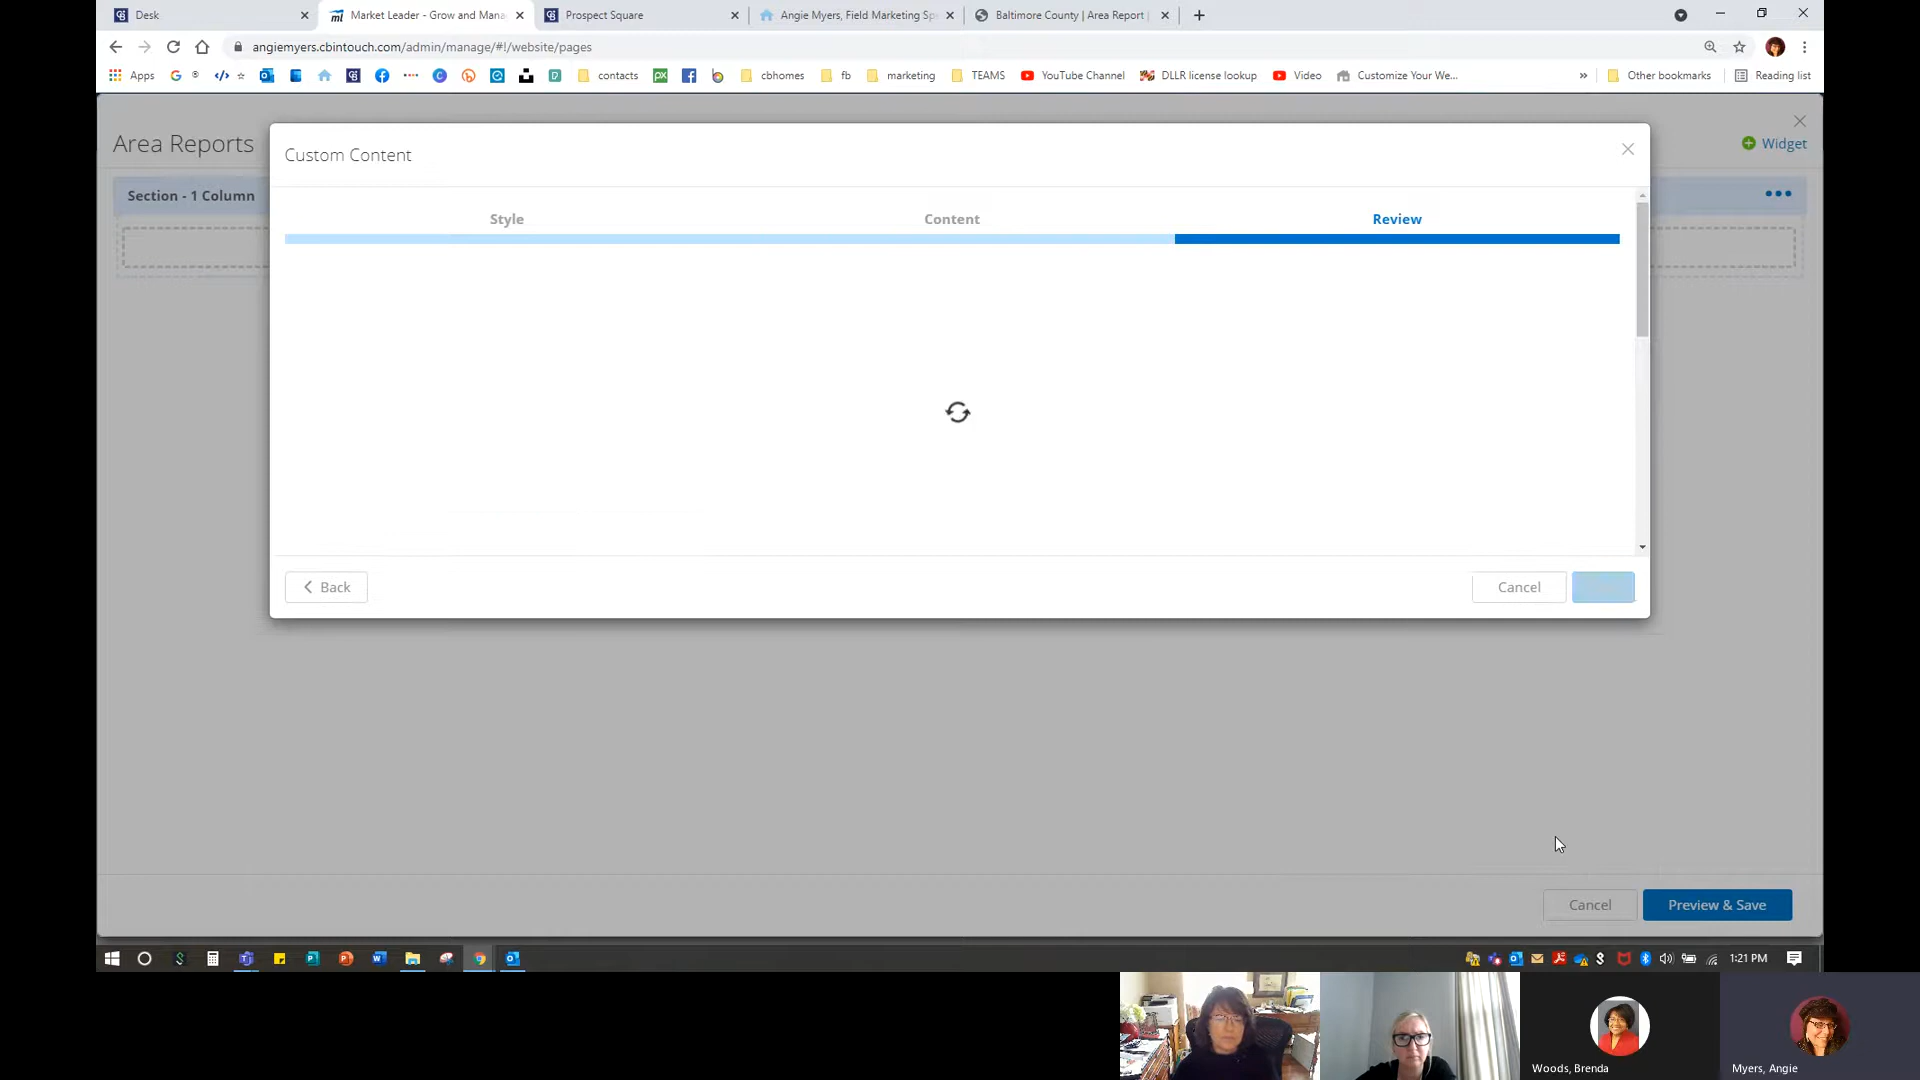 Desk
Market Leader - Grow and Mana
Prospect Square
Angie Myers, Field Marketing Sp
Baltimore County | Area Report |
angiemyers.cbintouch.com/admin/manage/#!/website/pages
Apps
contacts
cbhomes
fb
marketing
TEAMS
YouTube Channel
DLLR license lookup
Video
Customize Your We...
»
Other bookmarks
Reading list
Area Reports
Widget
Section - 1 Column
Custom Content
Style
Content
Review
Back
Cancel
Cancel
Preview & Save
1:21 PM
Woods, Brenda
Myers, Angie